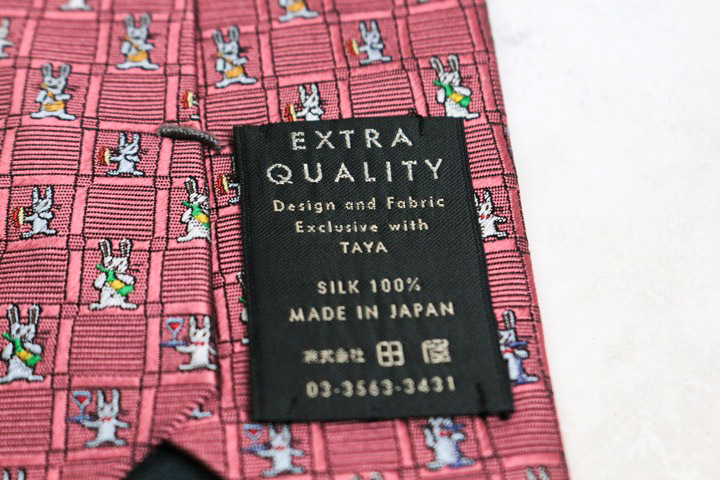 EXTRA
QUALITY
Design and Fabric
Exclusive with
TAYA
SILK 100%
MADE IN JAPAN
株式会社 田屋
03-3563-3431